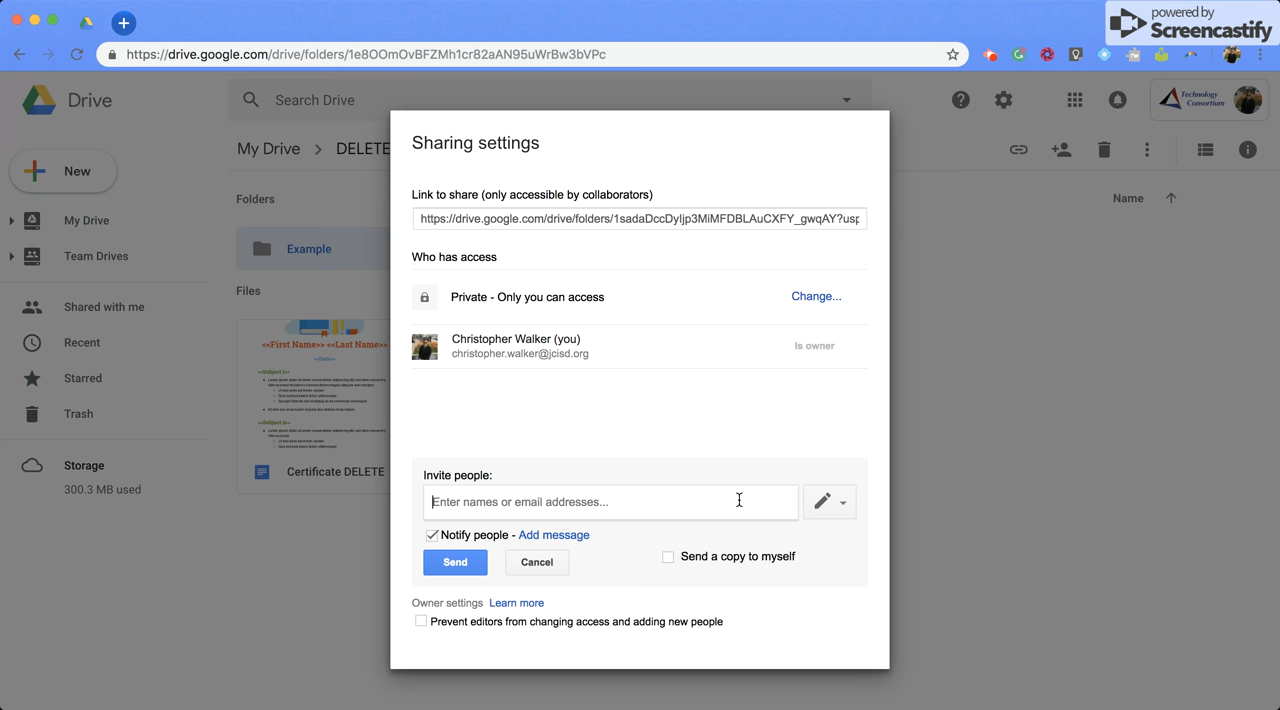 powered by
Screencastify
https://drive.google.com/drive/folders/1e8OOmOvBFZMh1cr82aAN95uWrBw3bVPc
Drive
Search Drive
Technology
Consortium
My Drive > DELETE
New
Folders
Name
My Drive
Team Drives
Example
Files
Shared with me
Recent
Starred
Trash
Storage
300.3 MB used
<<First Name>> <<Last Name>>
Certificate DELETE
Sharing settings
Link to share (only accessible by collaborators)
https://drive.google.com/drive/folders/1sadaDccDyIjp3MiMFDBLAuCXFY_gwqAY?usp
Who has access
Private - Only you can access
Change...
Christopher Walker (you)
christopher.walker@jcisd.org
Is owner
Invite people:
Enter names or email addresses...
Notify people - Add message
Send
Cancel
Send a copy to myself
Owner settings Learn more
Prevent editors from changing access and adding new people